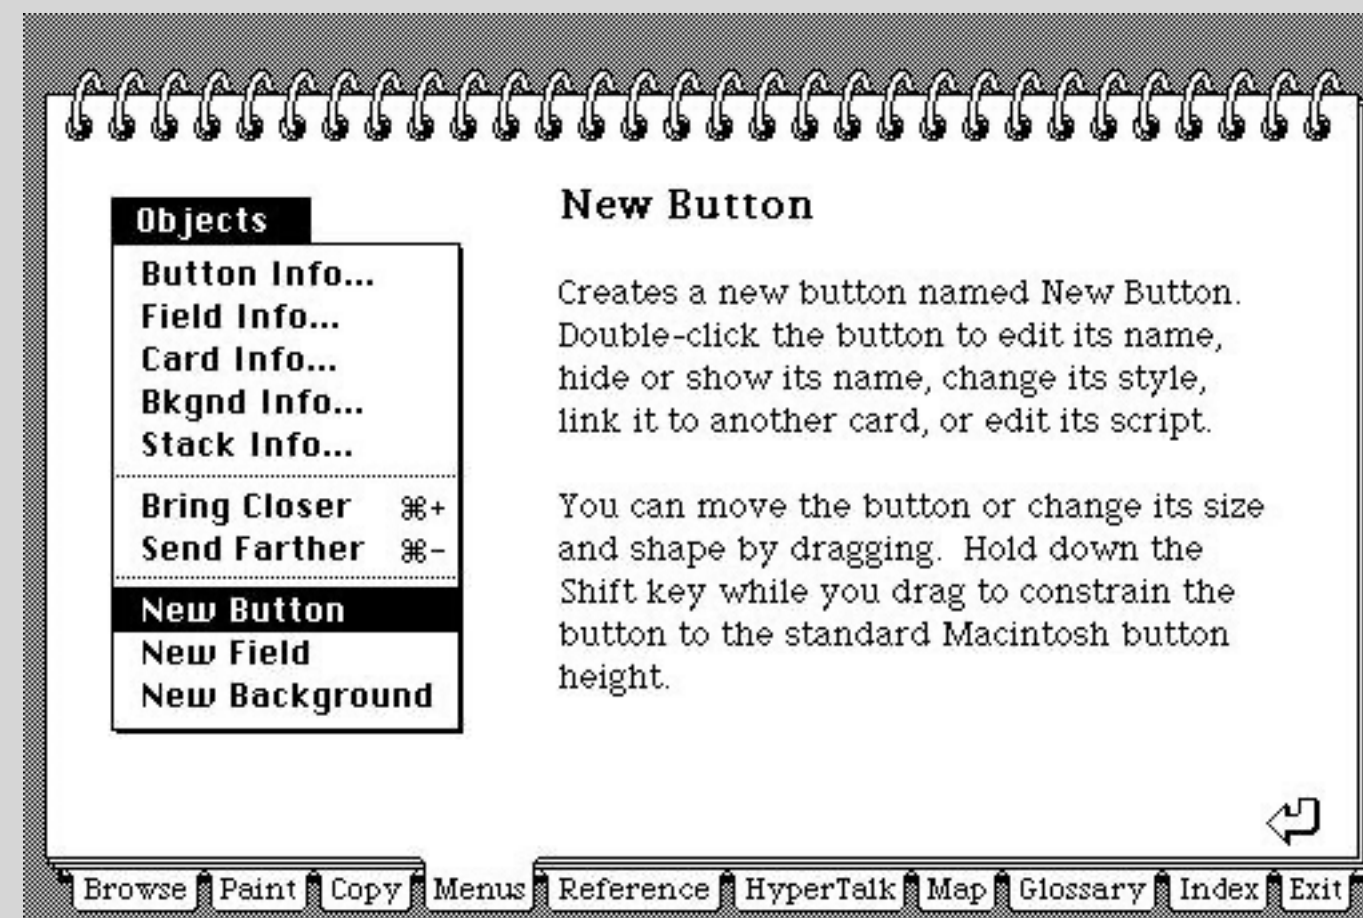 Objects
Button Info...
Field Info...
Card Info...
Bkgnd Info...
Stack Info...
Bring Closer ⌘+
Send Farther ⌘-
New Button
New Field
New Background
New Button
Creates a new button named New Button.
Double-click the button to edit its name,
hide or show its name, change its style,
link it to another card, or edit its script.
You can move the button or change its size
and shape by dragging.  Hold down the
Shift key while you drag to constrain the
button to the standard Macintosh button
height.
Browse Paint Copy Menus Reference HyperTalk Map Glossary Index Exit